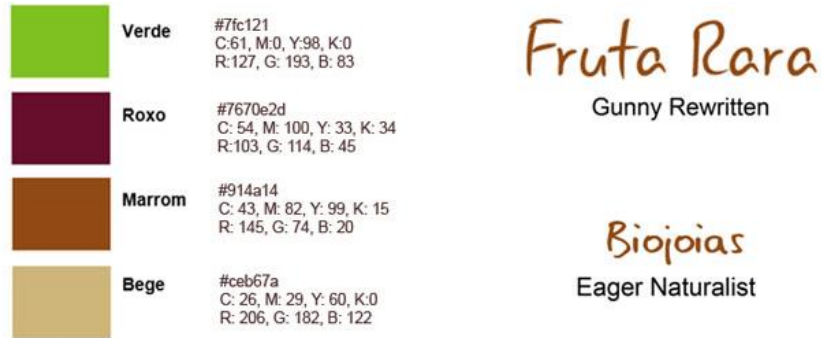 Verde
#7fc121
C:61, M:0, Y:98, K:0
R:127, G: 193, B: 83
Roxo
#7670e2d
C: 54, M: 100, Y: 33, K: 34
R:103, G: 114, B: 45
Marrom
#914a14
C: 43, M: 82, Y: 99, K: 15
R: 145, G: 74, B: 20
Bege
#ceb67a
C: 26, M: 29, Y: 60, K:0
R: 206, G: 182, B: 122
Fruta Rara
Gunny Rewritten
Biojoias
Eager Naturalist